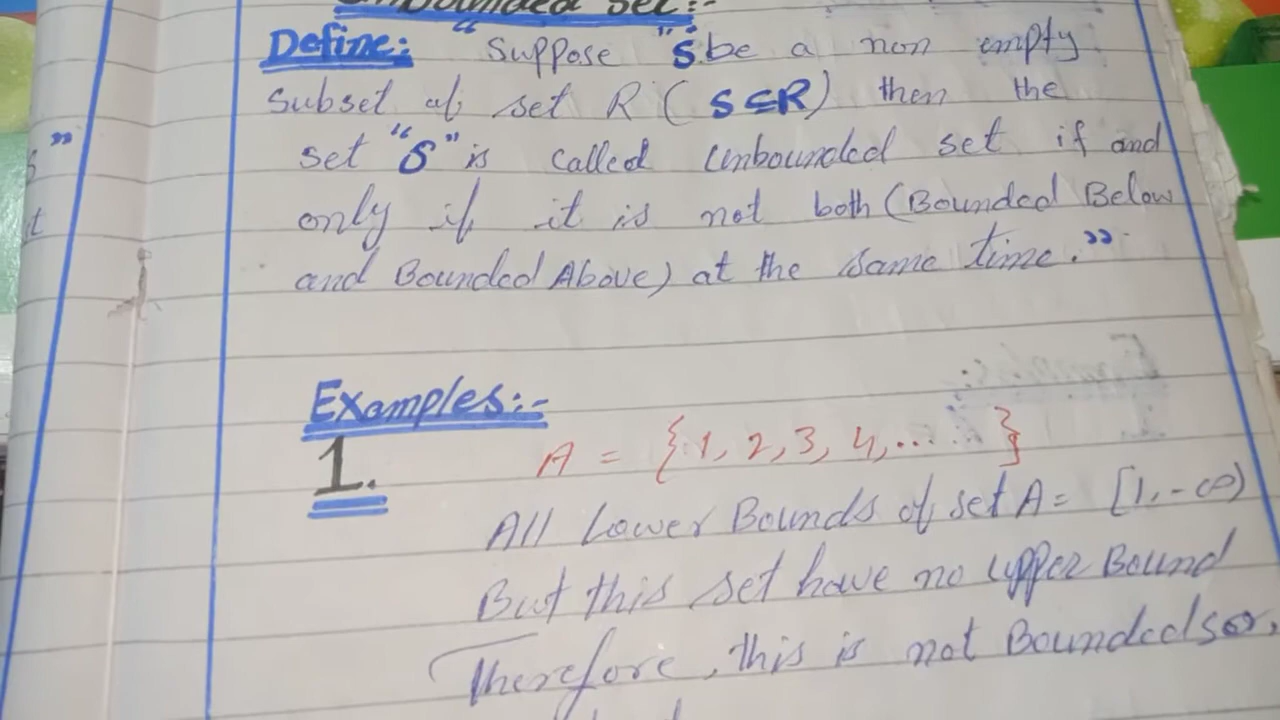 Unbounded Set:-
Define: "Suppose "S" be a non empty
subset of set R (S⊆R) then the
set "S" is called unbounded set if and
only if it is not both (Bounded Below
and Bounded Above) at the same time."
Examples:-
1. A = {1, 2, 3, 4, ... }
All Lower Bounds of set A = [1, -∞)
But this set have no upper Bound
Therefore, this is not Bounded